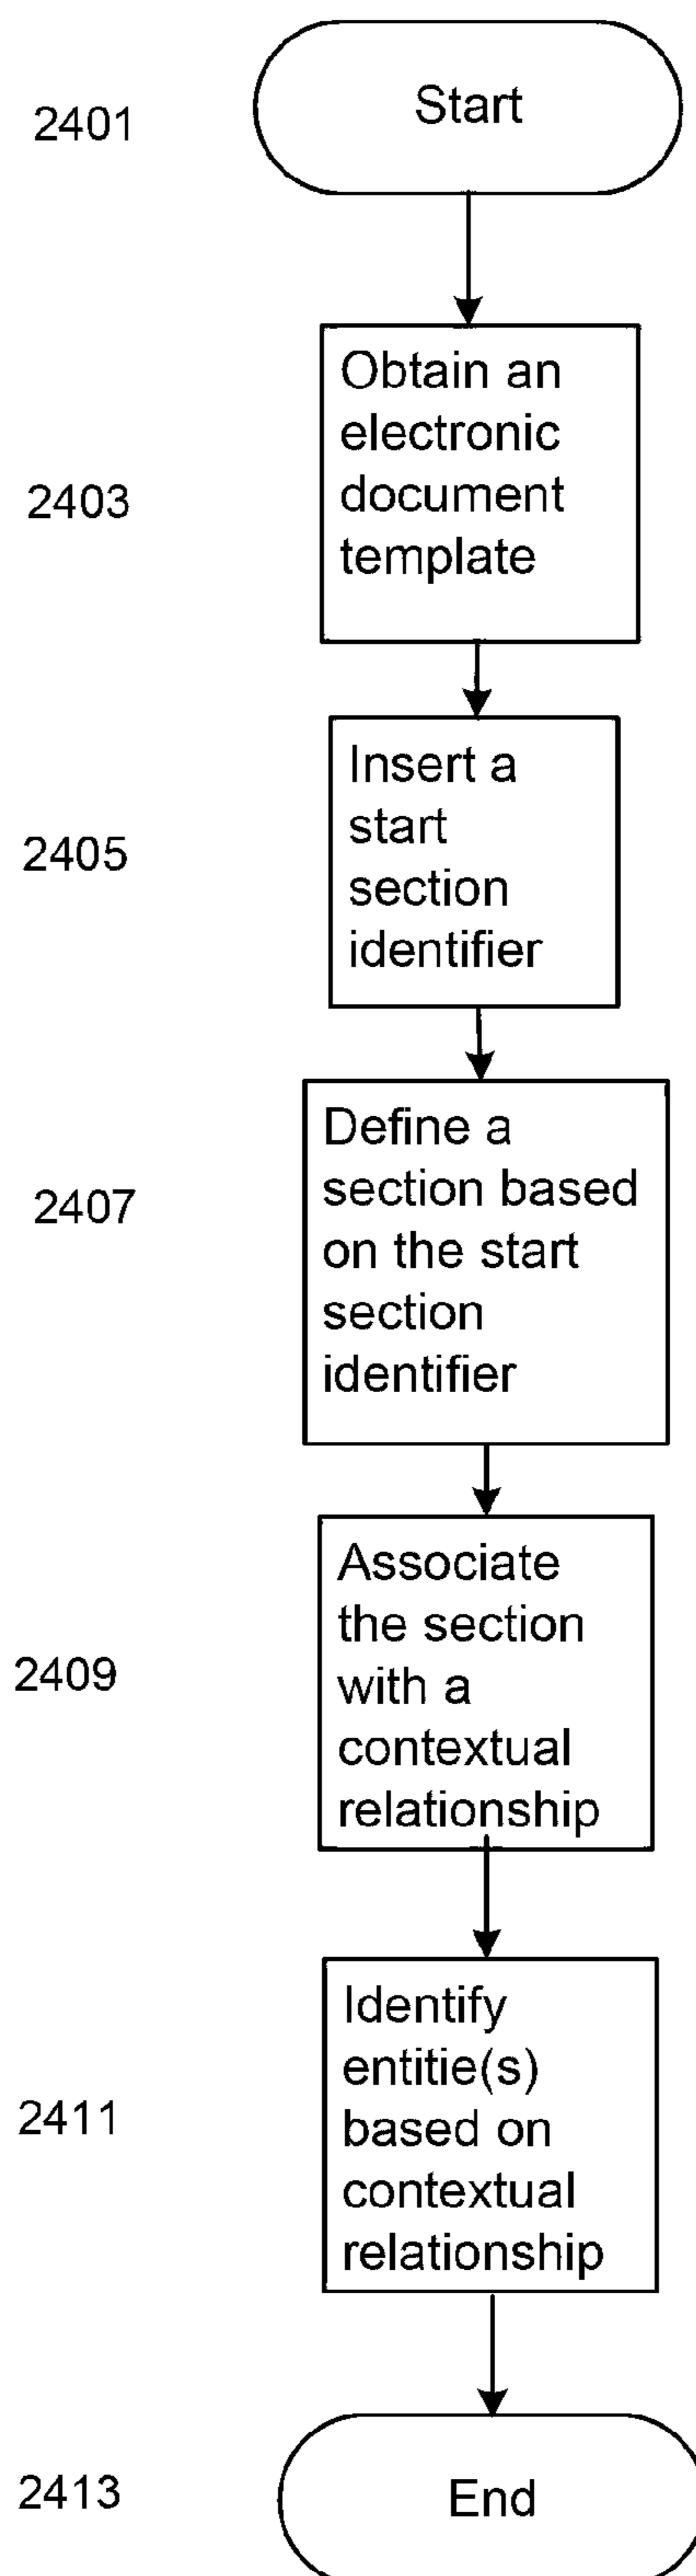 2401
Start
2403
Obtain an
electronic
document
template
2405
Insert a
start
section
identifier
2407
Define a
section based
on the start
section
identifier
2409
Associate
the section
with a
contextual
relationship
2411
Identify
entitie(s)
based on
contextual
relationship
2413
End